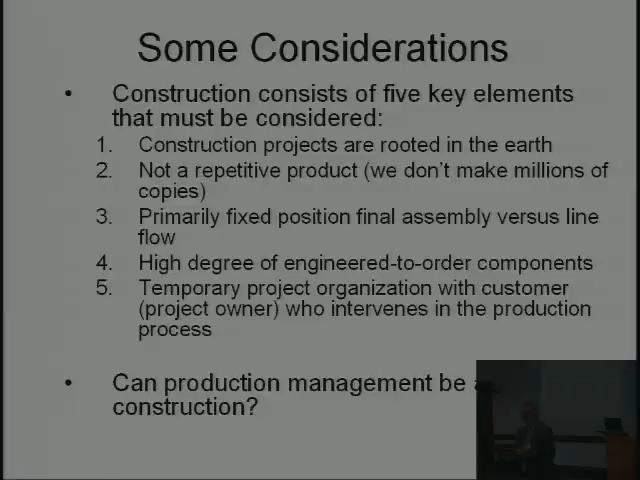 Some Considerations
• Construction consists of five key elements
that must be considered:
1. Construction projects are rooted in the earth
2. Not a repetitive product (we don't make millions of
copies)
3. Primarily fixed position final assembly versus line
flow
4. High degree of engineered-to-order components
5. Temporary project organization with customer
(project owner) who intervenes in the production
process
• Can production management be
construction?